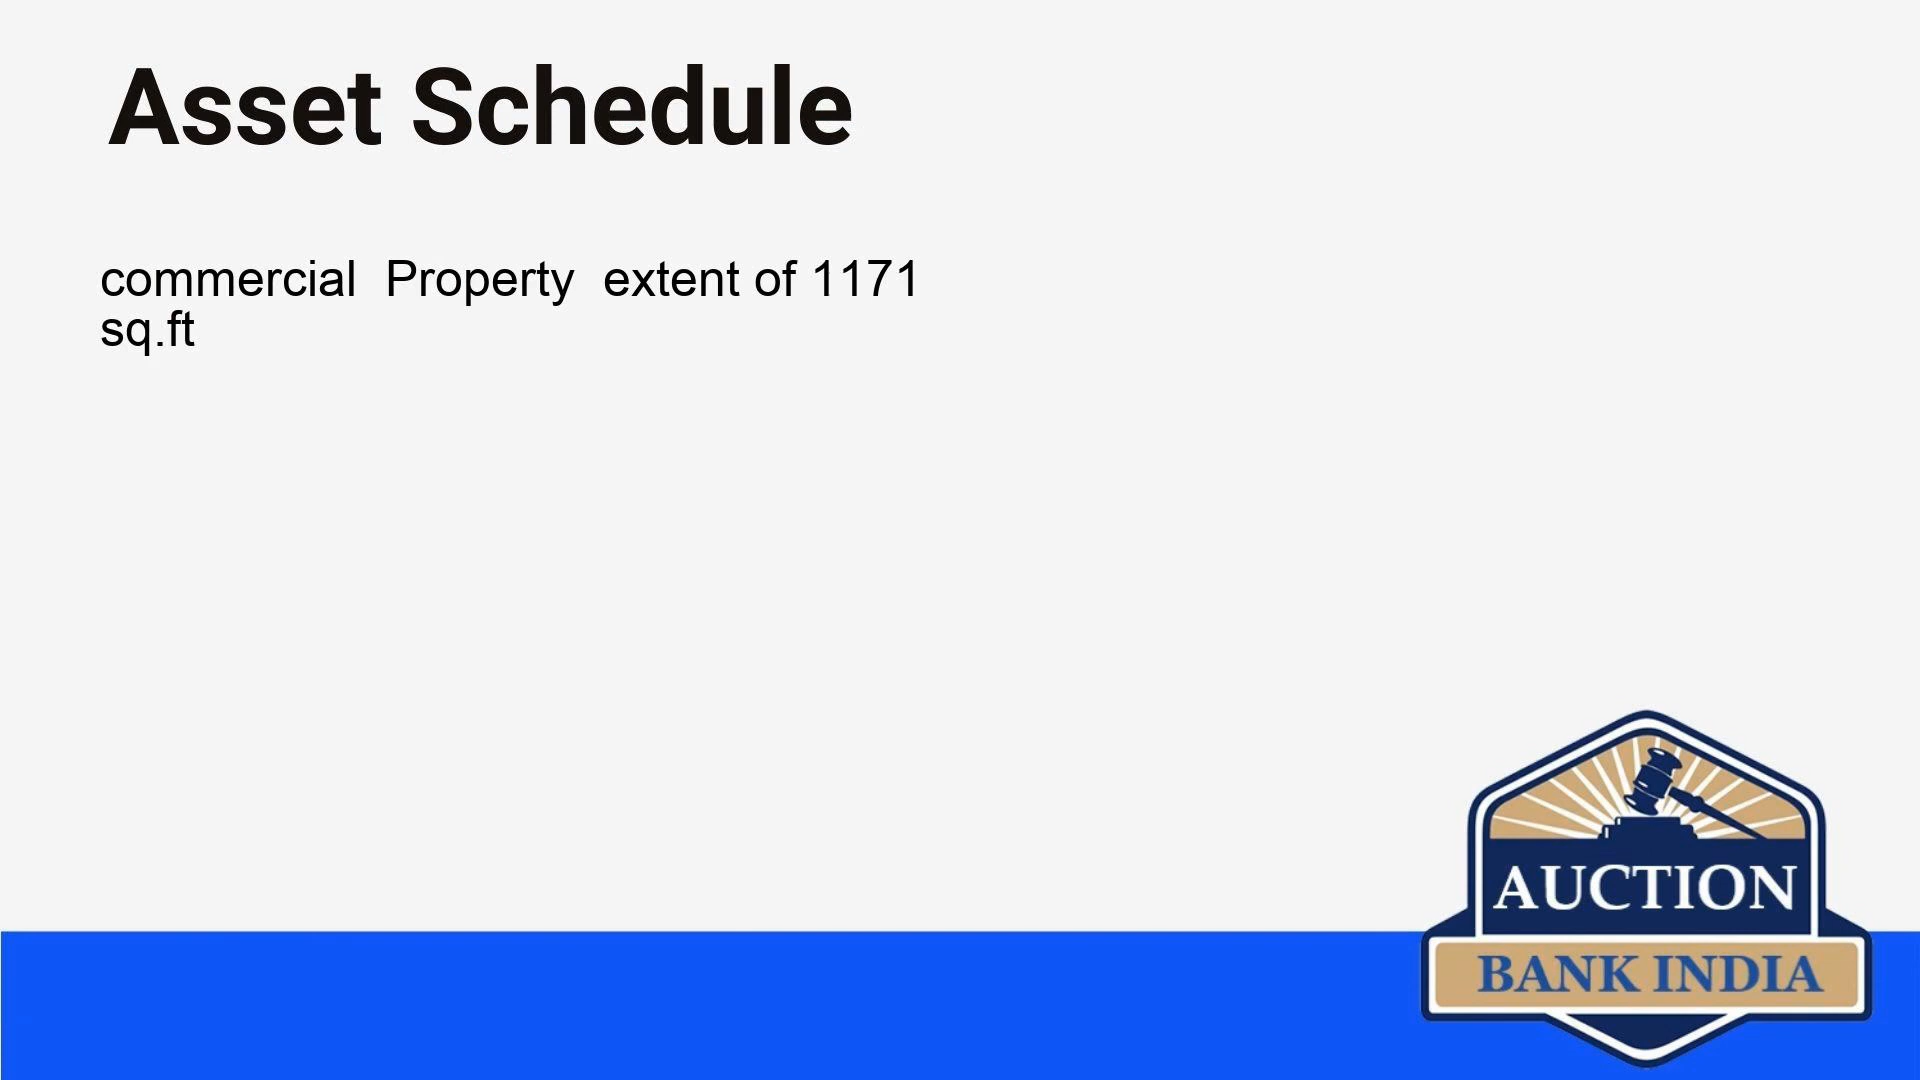 Asset Schedule
commercial  Property  extent of 1171
sq.ft
AUCTION
BANK INDIA